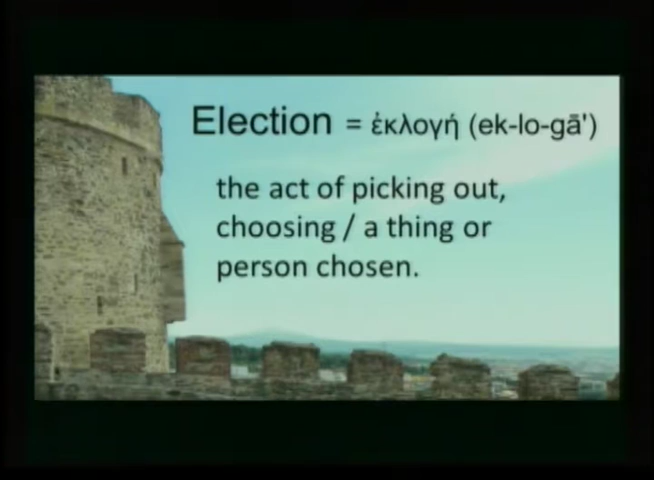 Election = ἐκλογή (ek-lo-gā')
the act of picking out,
choosing / a thing or
person chosen.